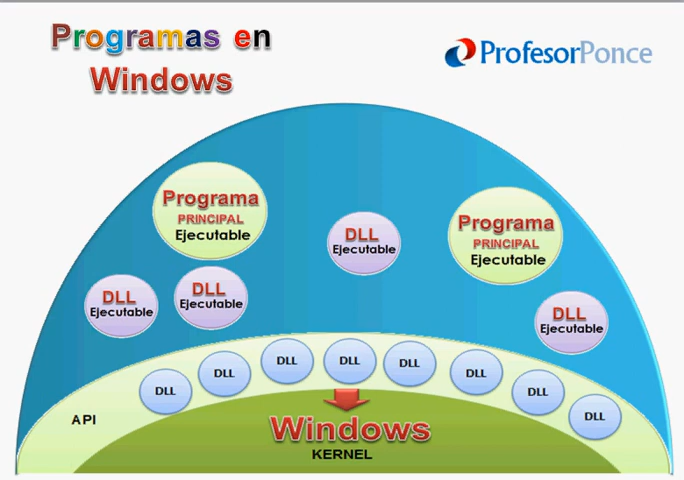 Programas en
Windows
ProfesorPonce
Programa
PRINCIPAL
Ejecutable
DLL
Ejecutable
Programa
PRINCIPAL
Ejecutable
DLL
Ejecutable
DLL
Ejecutable
DLL
Ejecutable
DLL
DLL
DLL
DLL
DLL
DLL
DLL
DLL
API
Windows
KERNEL